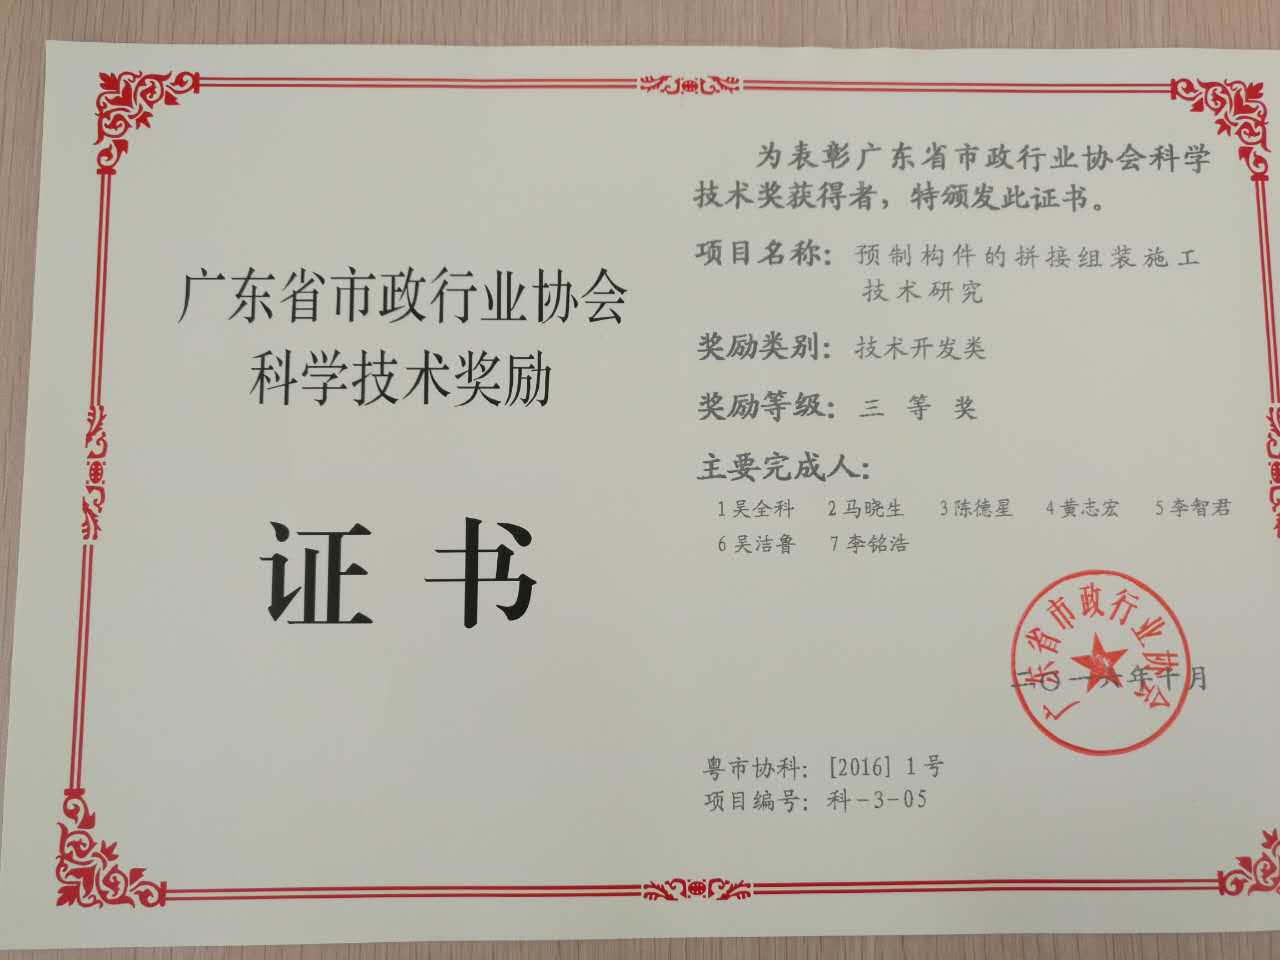 广东省市政行业协会
科学技术奖励
证书
为表彰广东省市政行业协会科学
技术奖获得者，特颁发此证书。
项目名称：预制构件的拼接组装施工
技术研究
奖励类别：技术开发类
奖励等级：三等奖
主要完成人：
1吴全科 2马晓生 3陈德星 4黄志宏 5李智君
6吴洁鲁 7李铭浩
广东省市政行业协会
二〇一六年十月
粤市协科：[2016] 1号
项目编号：科-3-05